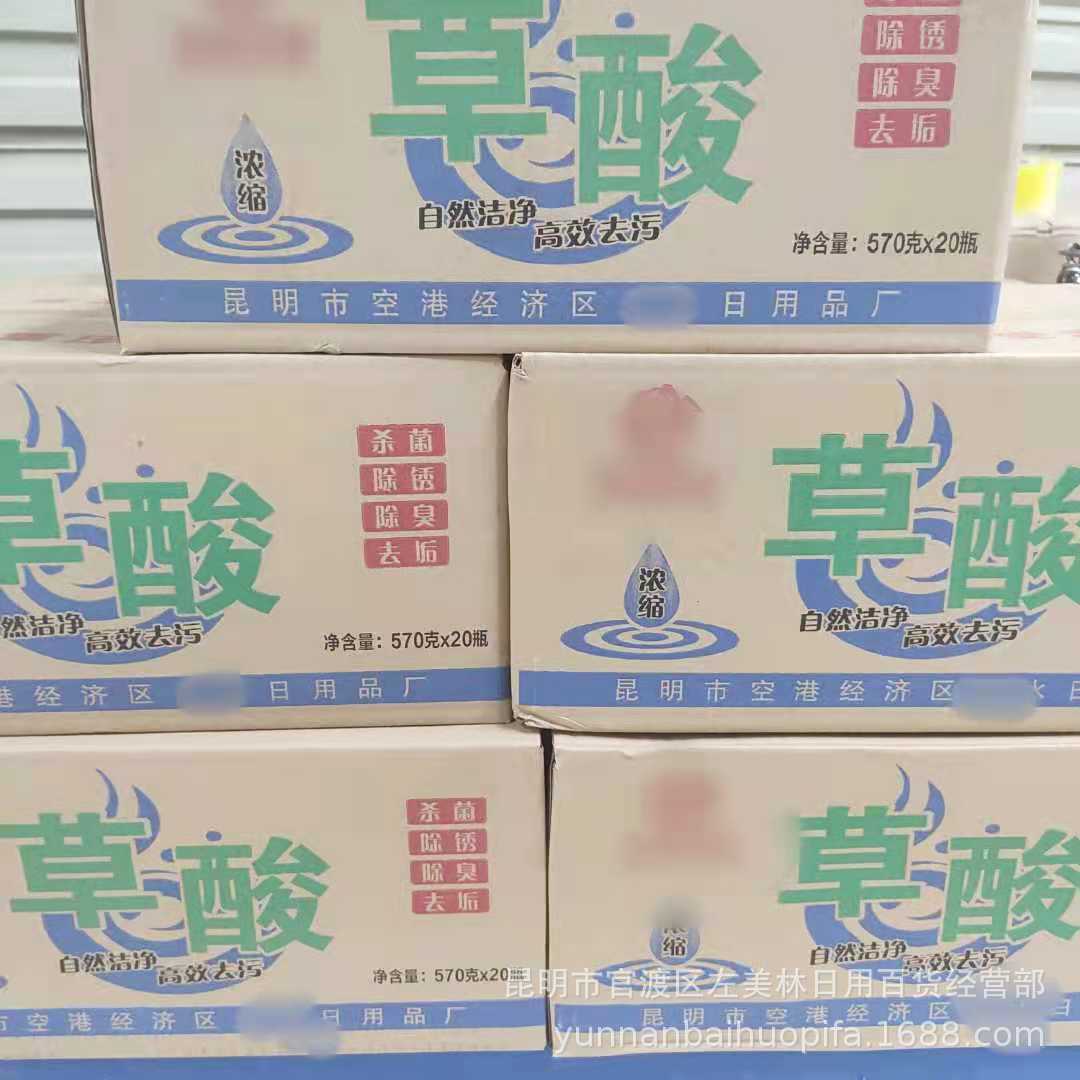 草酸
除锈
除臭
去垢
浓缩
自然洁净
高效去污
净含量：570克x20瓶
昆明市空港经济区
日用品厂
草酸
杀菌
除锈
除臭
去垢
然洁净
高效去污
净含量：570克x20瓶
港经济区
日用品厂
草酸
浓缩
自然洁净
高效去污
昆明市空港经济区
水日
草酸
杀菌
除锈
除臭
去垢
自然洁净
高效去污
净含量：570克x20瓶
市空港经济区
日用品厂
草酸
浓缩
自然洁净
高效去污
昆明市空港经济区
日
昆明市官渡区左美林日用百货经营部
yunnanbaihuopifa.1688.com